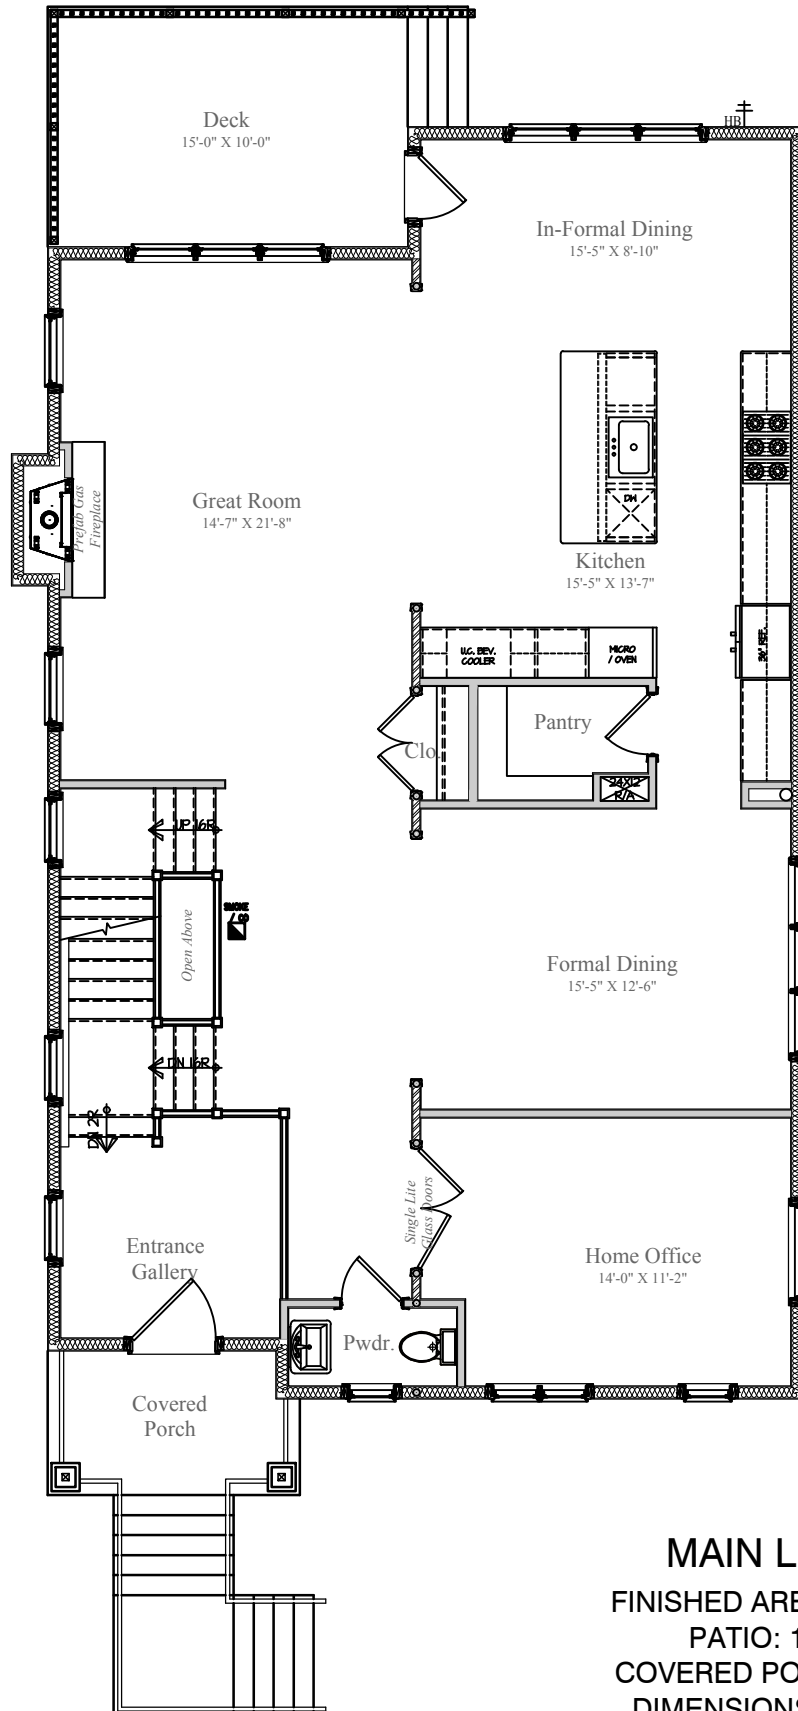 Deck
15'-0" X 10'-0"
HB
In-Formal Dining
15'-5" X 8'-10"
Great Room
14'-7" X 21'-8"
Prefab Gas
Fireplace
DW
Kitchen
15'-5" X 13'-7"
U.C. BEV.
COOLER
MICRO
/ OVEN
36" REF.
Clo.
Pantry
24X12
R/A
UP 16R
SMOKE
/ CO
Open Above
Formal Dining
15'-5" X 12'-6"
DN 16R
DN 2R
Single Lite
Glass Doors
Entrance
Gallery
Home Office
14'-0" X 11'-2"
Pwdr.
Covered
Porch
MAIN L
FINISHED ARE
PATIO: 1
COVERED PO
DIMENSIONS